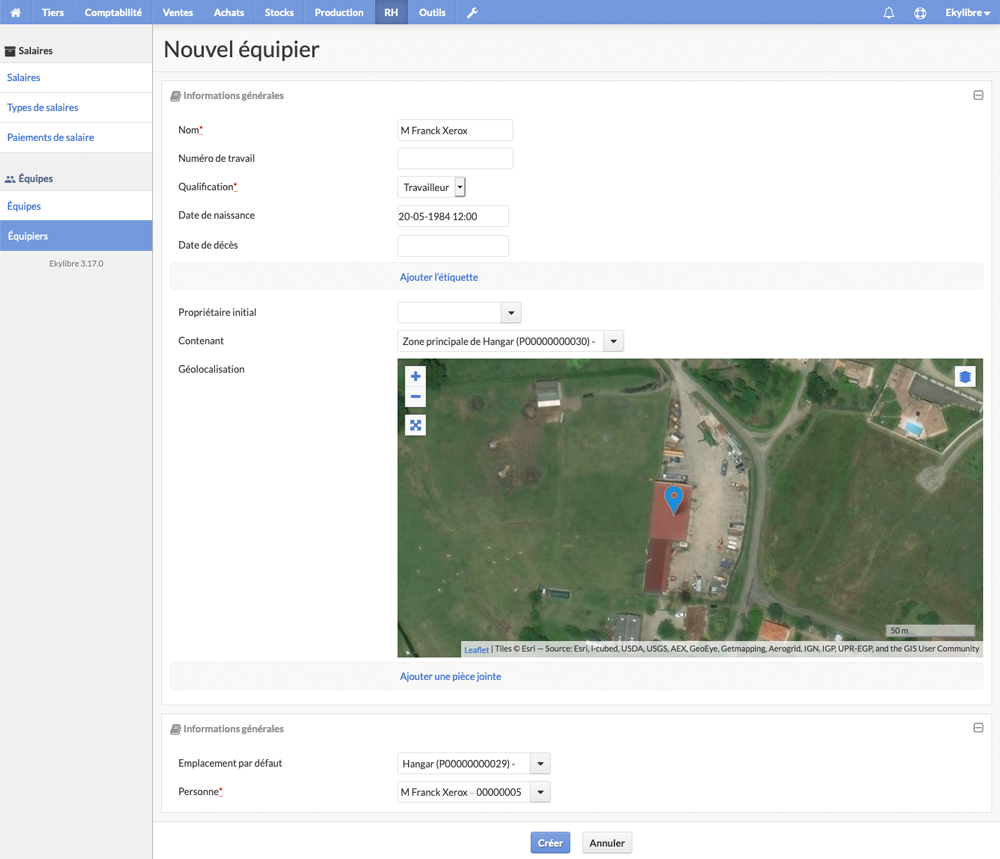 Tiers Comptabilité Ventes Achats Stocks Production RH Outils Ekylibre
Salaires
Salaires
Types de salaires
Paiements de salaire
Équipes
Équipes
Équipiers
Ekylibre 3.17.0
Nouvel équipier
Informations générales
Nom* M Franck Xerox
Numéro de travail
Qualification* Travailleur
Date de naissance 20-05-1984 12:00
Date de décès
Ajouter l'étiquette
Propriétaire initial
Contenant Zone principale de Hangar (P00000000030) -
Géolocalisation
+
−
50 m
Leaflet | Tiles © Esri — Source: Esri, i-cubed, USDA, USGS, AEX, GeoEye, Getmapping, Aerogrid, IGN, IGP, UPR-EGP, and the GIS User Community
Ajouter une pièce jointe
Informations générales
Emplacement par défaut Hangar (P00000000029) -
Personne* M Franck Xerox - 00000005
Créer Annuler